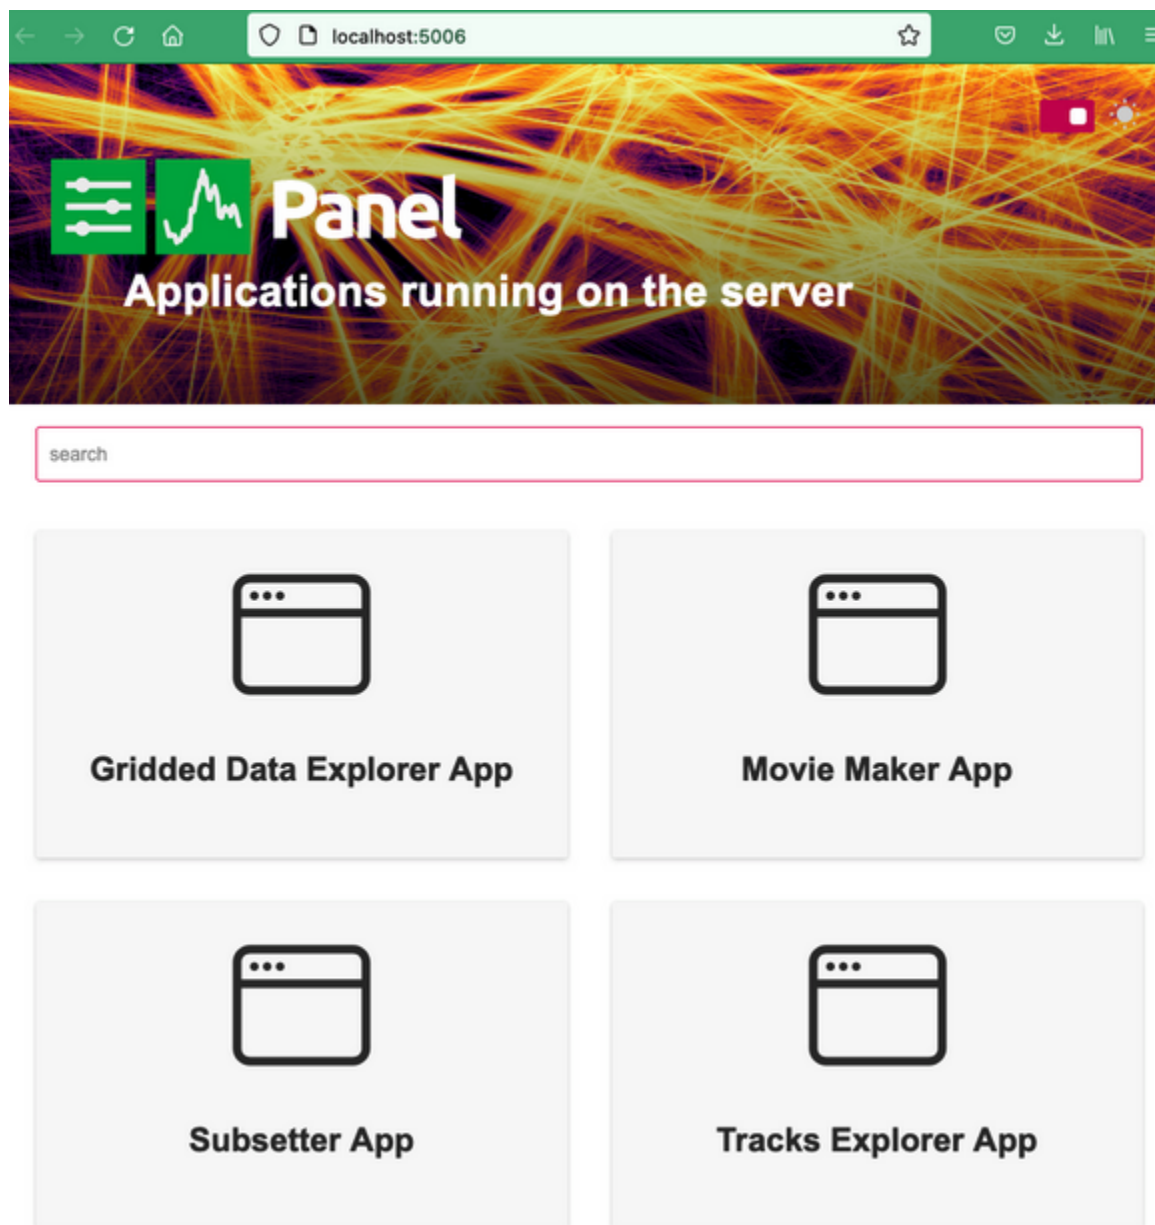 localhost:5006
Panel
Applications running on the server
search
Gridded Data Explorer App
Movie Maker App
Subsetter App
Tracks Explorer App